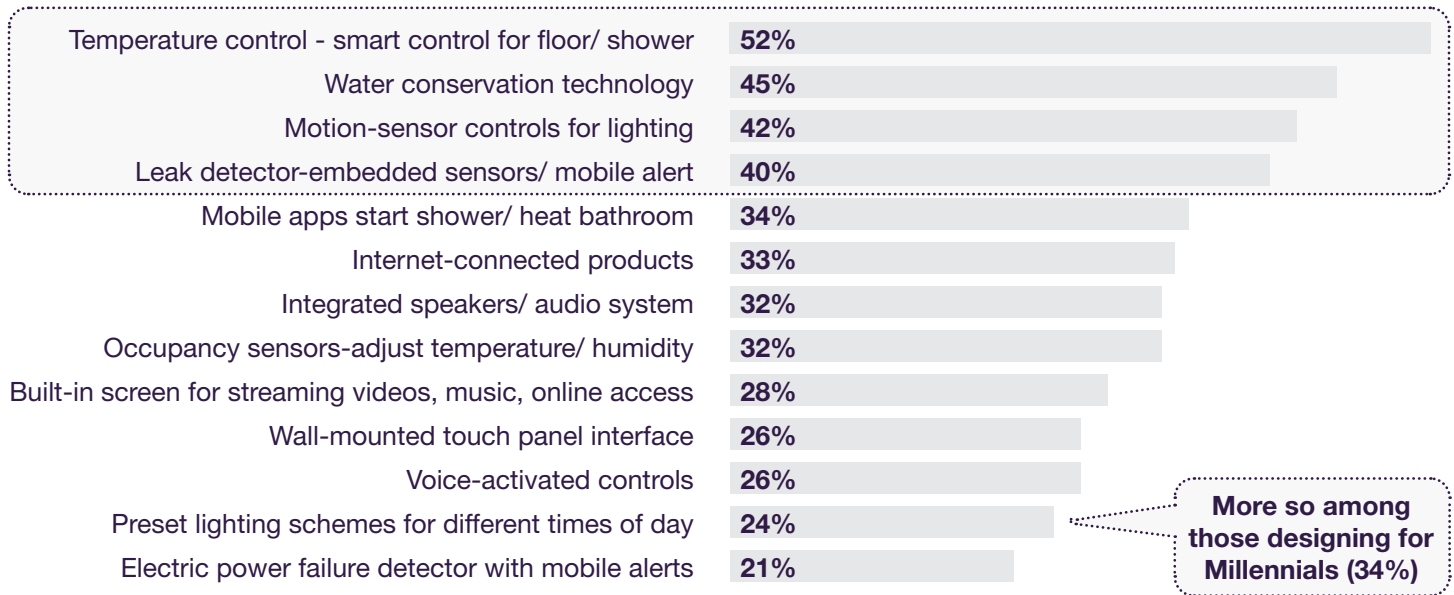 Temperature control - smart control for floor/ shower 52%
Water conservation technology 45%
Motion-sensor controls for lighting 42%
Leak detector-embedded sensors/ mobile alert 40%
Mobile apps start shower/ heat bathroom 34%
Internet-connected products 33%
Integrated speakers/ audio system 32%
Occupancy sensors-adjust temperature/ humidity 32%
Built-in screen for streaming videos, music, online access 28%
Wall-mounted touch panel interface 26%
Voice-activated controls 26%
Preset lighting schemes for different times of day 24%
Electric power failure detector with mobile alerts 21%
More so among
those designing for
Millennials (34%)